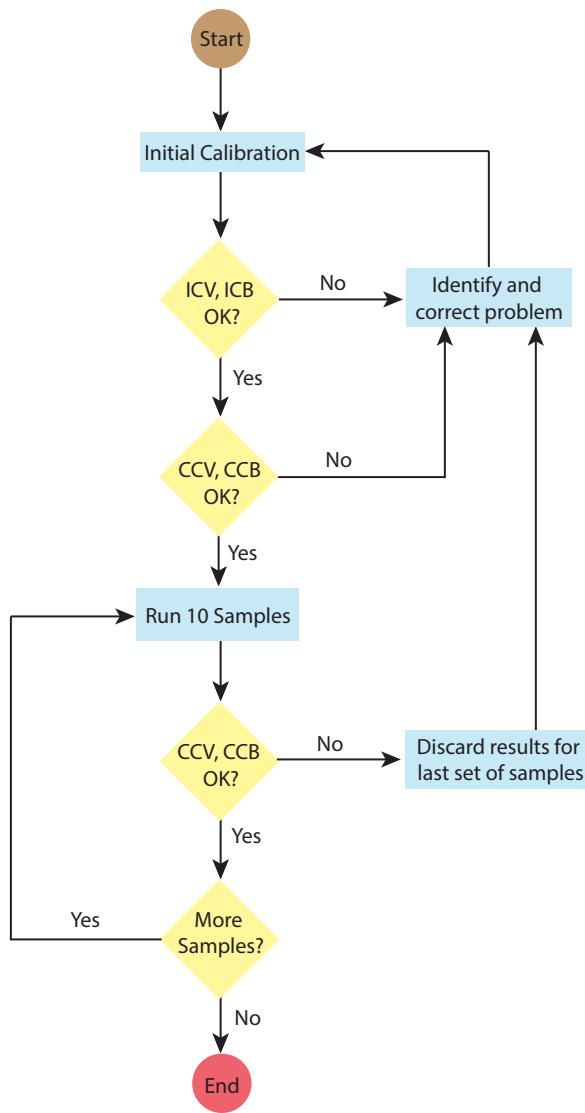 Start
Initial Calibration
ICV, ICB
OK?
No
Identify and
correct problem
Yes
CCV, CCB
OK?
No
Yes
Run 10 Samples
CCV, CCB
OK?
No
Discard results for
last set of samples
Yes
More
Samples?
Yes
No
End